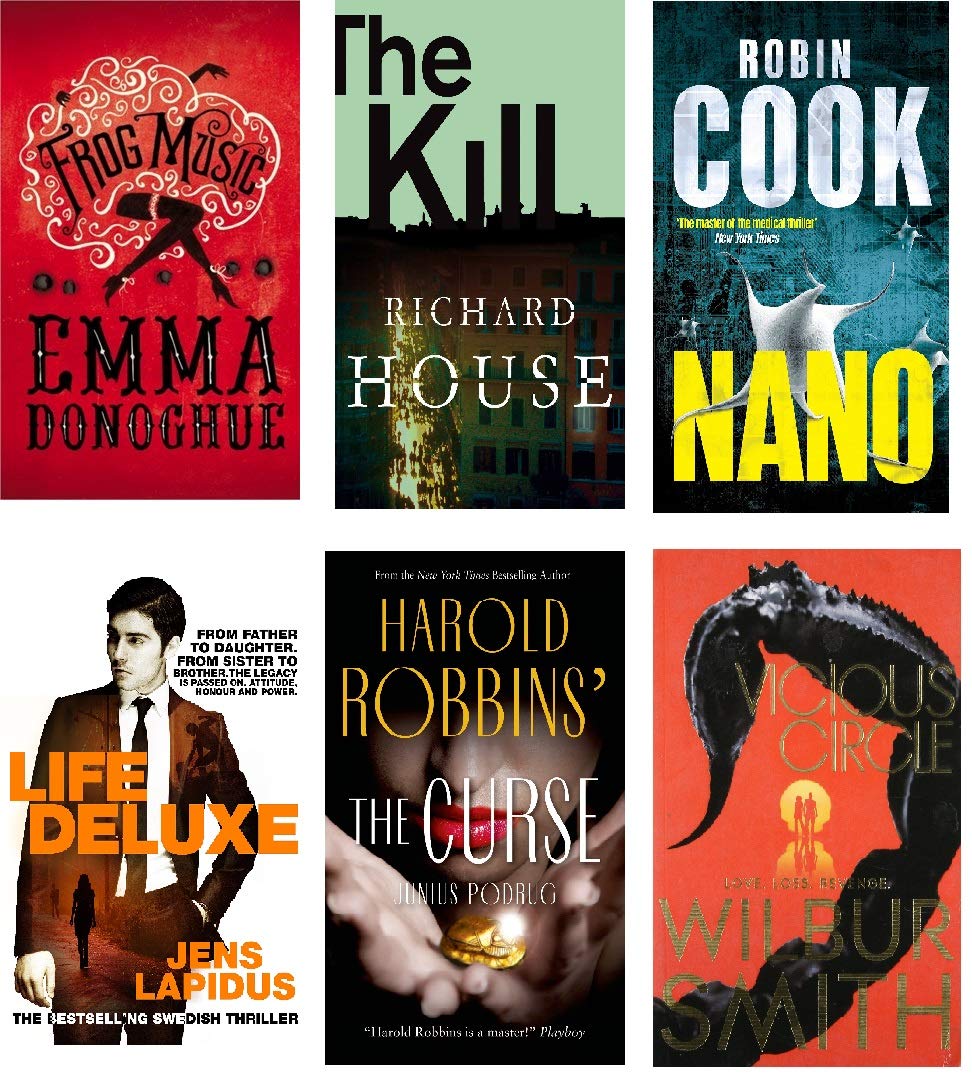 FROG MUSIC
EMMA
DONOGHUE
The
Kill
RICHARD
HOUSE
ROBIN
COOK
'The master of the medical thriller'
New York Times
NANO
FROM FATHER
TO DAUGHTER.
FROM SISTER TO
BROTHER.THE LEGACY
IS PASSED ON. ATTITUDE,
HONOUR AND POWER.
LIFE
DELUXE
JENS
LAPIDUS
THE BESTSELLING SWEDISH THRILLER
From the New York Times Bestselling Author
HAROLD
ROBBINS'
THE CURSE
JUNIUS PODRUG
"Harold Robbins is a master!" Playboy
VICIOUS
CIRCLE
LOVE. LOSS. REVENGE.
WILBUR
SMITH